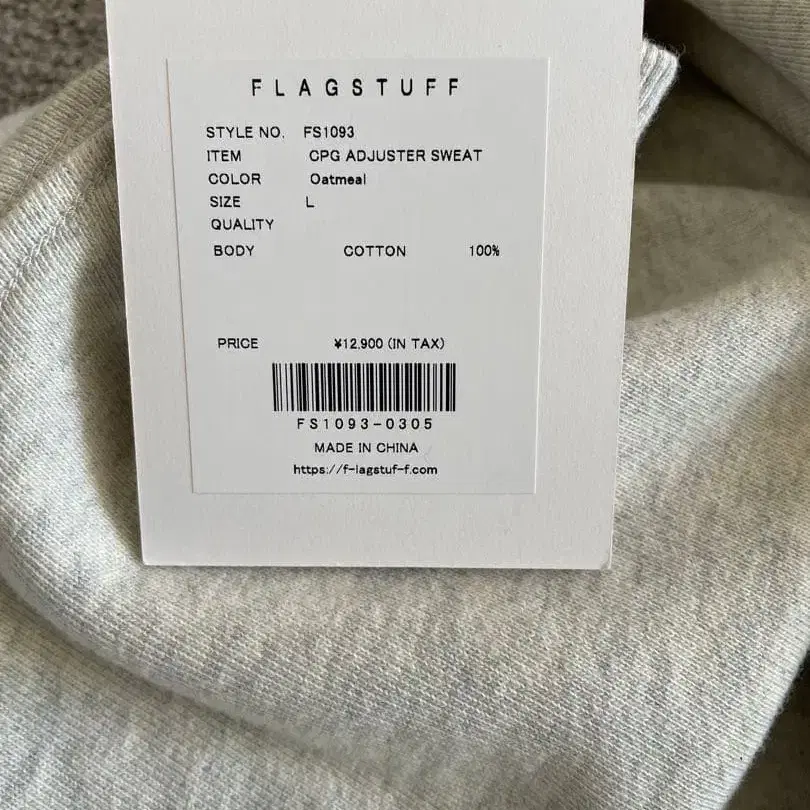 FLAGSTUFF
STYLE NO. FS1093
ITEM CPG ADJUSTER SWEAT
COLOR Oatmeal
SIZE L
QUALITY
BODY COTTON 100%
PRICE ¥12,900 (IN TAX)
FS1093-0305
MADE IN CHINA
https://f-lagstuf-f.com